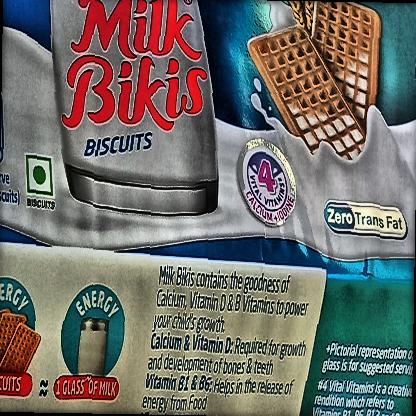 Milk
Bikis
BISCUITS
4
VITAL VITAMINS
CALCIUM + IODINE
BISCUITS
Zero Trans Fat
ENERGY
1 GLASS OF MILK
Milk Bikis contains the goodness of
Calcium, Vitamin D & B Vitamins to power
your child's growth.
Calcium & Vitamin D: Required for growth
and development of bones & teeth
Vitamin B1 & B6: Helps in the release of
energy from Food
+Pictorial representation
glass is for suggested
#4 Vital Vitamins is a
rendition which refers to